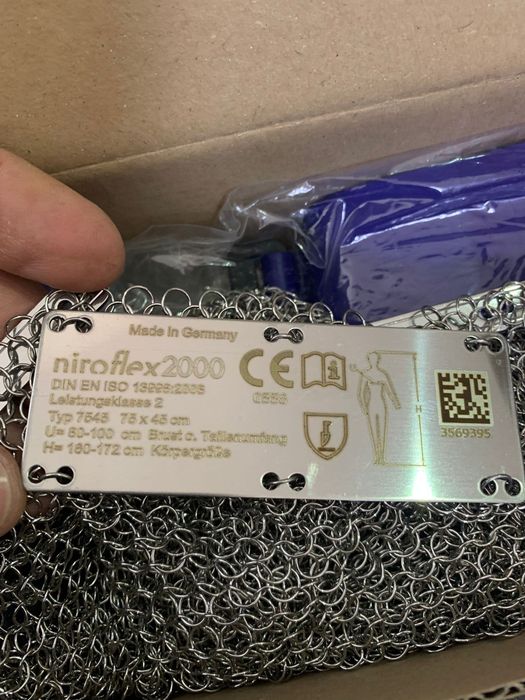 Made in Germany
niroflex2000
DIN EN ISO 13998:2003
Leistungsklasse 2
Typ 7545 75 x 45 cm
U= 80-100 cm Brust o. Taillenumfang
H= 160-172 cm Körpergröße
CE
i
H
3569395